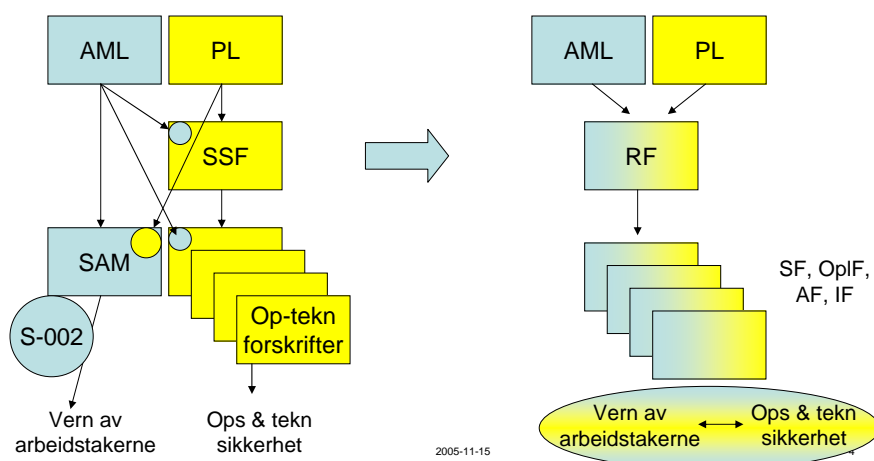 AML
PL
SSF
SAM
S-002
Op-tekn
forskrifter
Vern av
arbeidstakerne
Ops & tekn
sikkerhet
2005-11-15
AML
PL
RF
SF, OplF,
AF, IF
Vern av
arbeidstakerne
Ops & tekn
sikkerhet
4